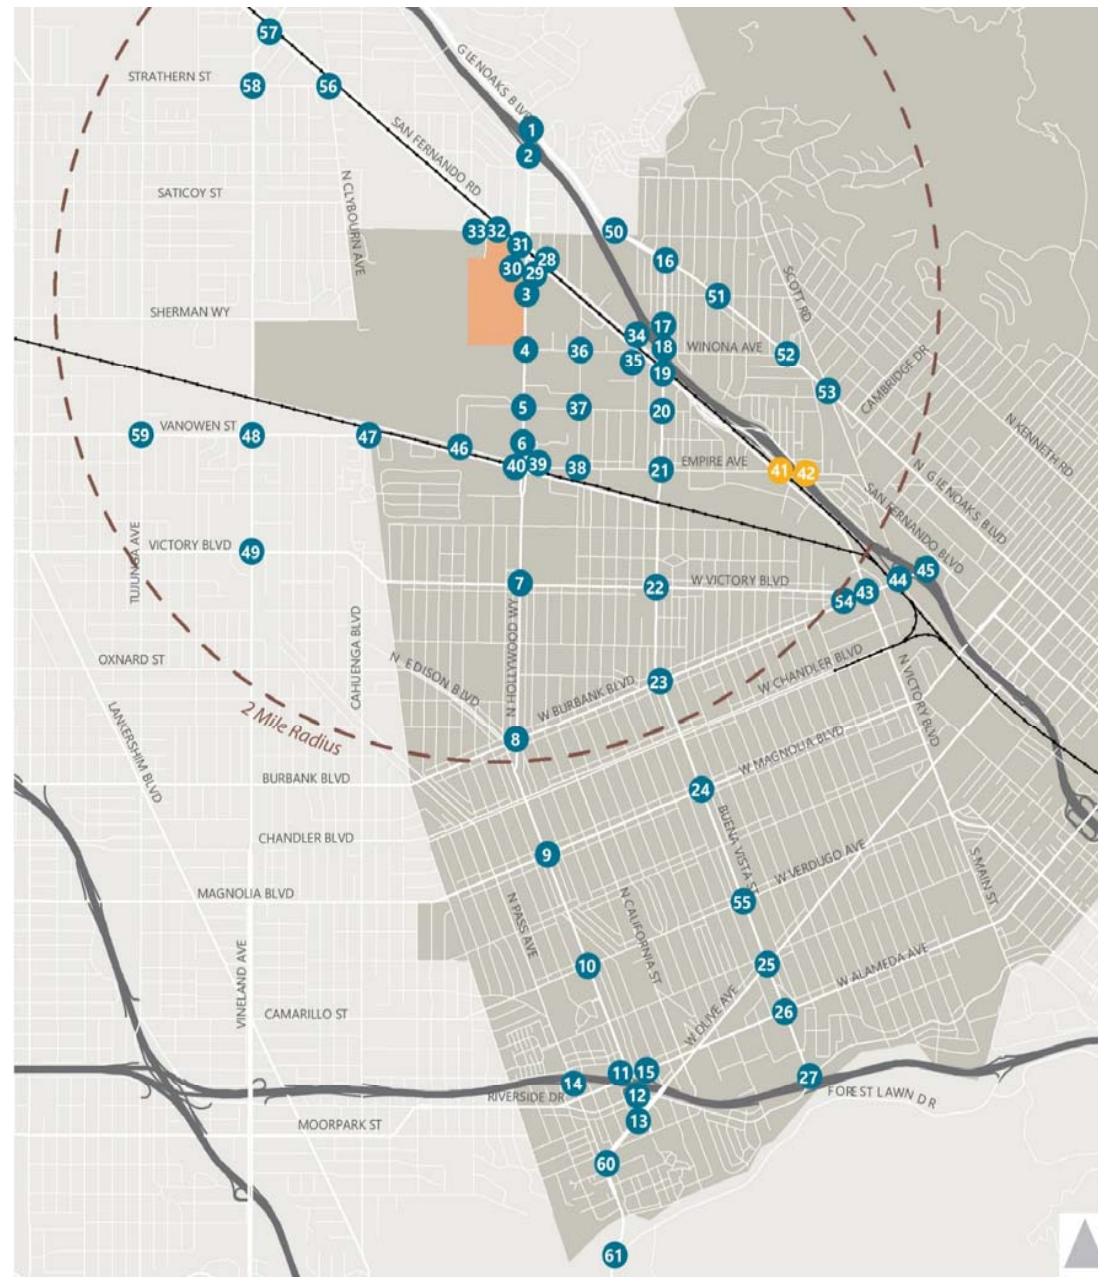 57
GLENOAKS BLVD
STRATHERN ST
58
56
1
SAN FERNANDO RD
2
SATICOY ST
N CLYBOURN AVE
33
32
31
50
30
28
29
16
SCOTT RD
3
51
SHERMAN WY
34
17
4
36
35
18
WINONA AVE
52
19
CAMBRIDGE DR
53
5
37
20
N KENNETH RD
59
VANOWEN ST
48
47
46
6
40
39
38
21
EMPIRE AVE
41
42
N GLENOAKS BLVD
SAN FERNANDO BLVD
TUJUNGA AVE
VICTORY BLVD
49
7
22
W VICTORY BLVD
54
43
44
45
CAHUENGA BLVD
N HOLLYWOOD WY
OXNARD ST
N EDISON BLVD
W BURBANK BLVD
23
W CHANDLER BLVD
N VICTORY BLVD
LANKERSHIM BLVD
2 Mile Radius
8
W MAGNOLIA BLVD
BURBANK BLVD
24
CHANDLER BLVD
9
BUENA VISTA ST
W VERDUGO AVE
S MAIN ST
MAGNOLIA BLVD
N PASS AVE
N CALIFORNIA ST
55
VINELAND AVE
10
25
W ALAMEDA AVE
CAMARILLO ST
W OLIVE AVE
26
14
11
15
27
RIVERSIDE DR
12
FOREST LAWN DR
MOORPARK ST
13
60
61